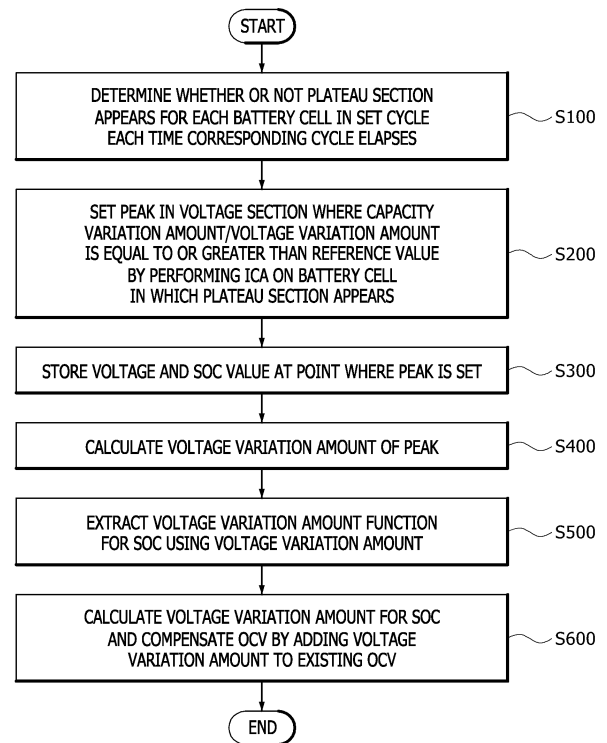 START
DETERMINE WHETHER OR NOT PLATEAU SECTION
APPEARS FOR EACH BATTERY CELL IN SET CYCLE
EACH TIME CORRESPONDING CYCLE ELAPSES
S100
SET PEAK IN VOLTAGE SECTION WHERE CAPACITY
VARIATION AMOUNT/VOLTAGE VARIATION AMOUNT
IS EQUAL TO OR GREATER THAN REFERENCE VALUE
BY PERFORMING ICA ON BATTERY CELL
IN WHICH PLATEAU SECTION APPEARS
S200
STORE VOLTAGE AND SOC VALUE AT POINT WHERE PEAK IS SET
S300
CALCULATE VOLTAGE VARIATION AMOUNT OF PEAK
S400
EXTRACT VOLTAGE VARIATION AMOUNT FUNCTION
FOR SOC USING VOLTAGE VARIATION AMOUNT
S500
CALCULATE VOLTAGE VARIATION AMOUNT FOR SOC
AND COMPENSATE OCV BY ADDING VOLTAGE
VARIATION AMOUNT TO EXISTING OCV
S600
END